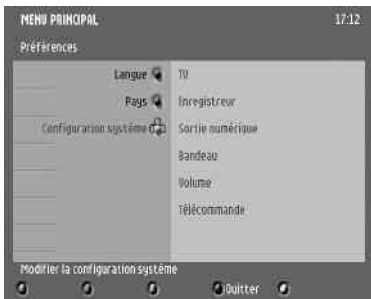 MENU PRINCIPAL 17:12
Préférences
Langue TV
Pays Enregistreur
Configuration système Sortie numérique
Bandeau
Volume
Télécommande
Modifier la configuration système
Quitter